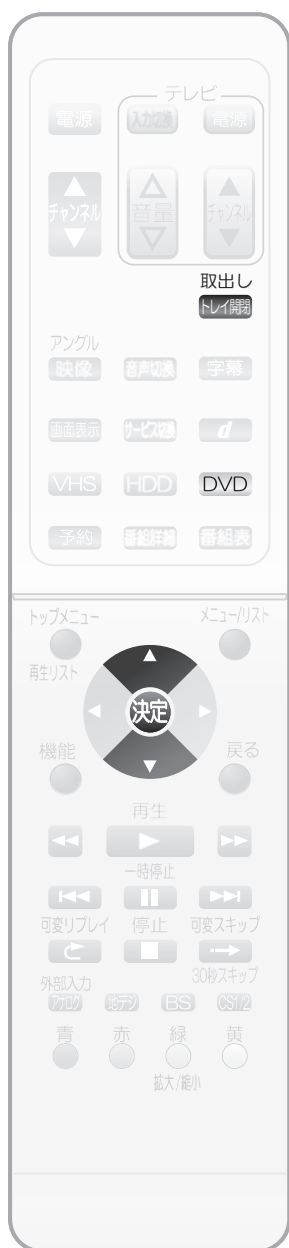 テレビ
電源 入力切換 電源
チャンネル 音量 チャンネル
取出し
トレイ開閉
アングル
映像 音声切換 字幕
画面表示 サービス切換 d
VHS HDD DVD
予約 番組詳細 番組表
トップメニュー メニュー/リスト
再生リスト
決定
機能 戻る
再生
一時停止
可変リプレイ 停止 可変スキップ
外部入力 30秒スキップ
アナログ 地デジ BS CS1/2
青 赤 緑 黄
拡大/縮小